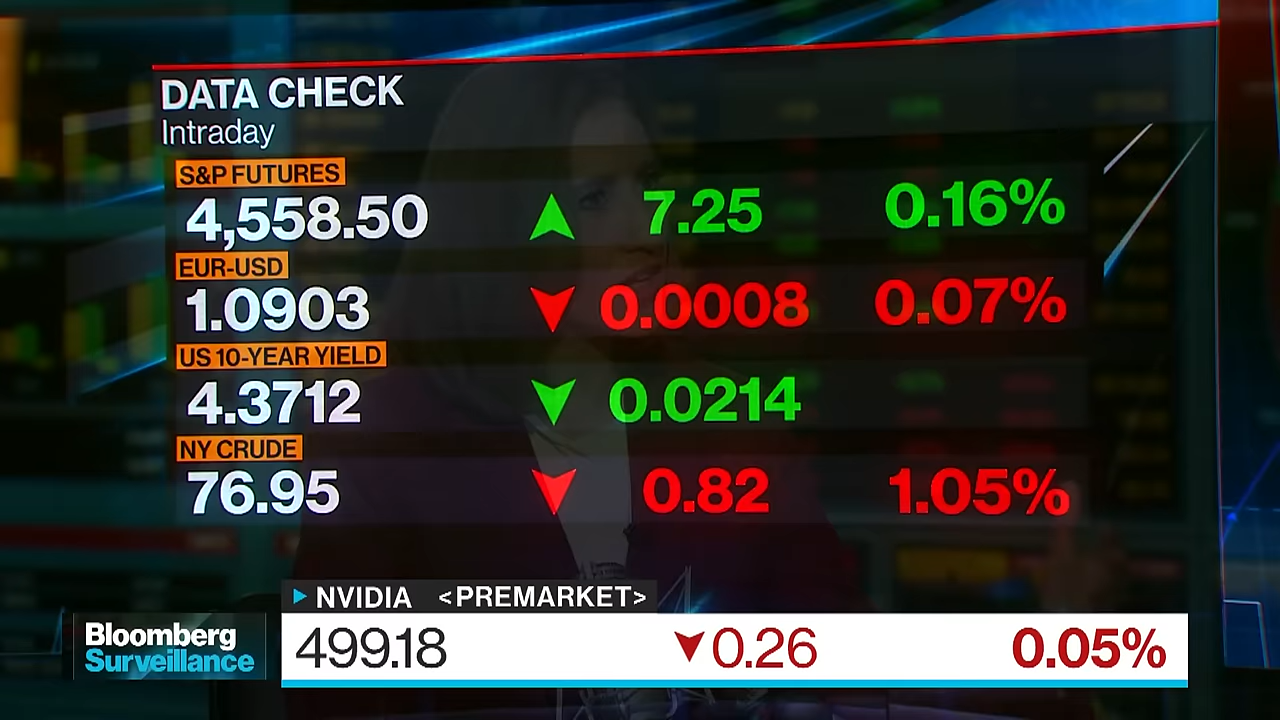 DATA CHECK
Intraday
S&P FUTURES
4,558.50 ▲ 7.25 0.16%
EUR-USD
1.0903 ▼ 0.0008 0.07%
US 10-YEAR YIELD
4.3712 ▼ 0.0214
NY CRUDE
76.95 ▼ 0.82 1.05%
NVIDIA <PREMARKET>
Bloomberg
Surveillance
499.18 ▼0.26 0.05%